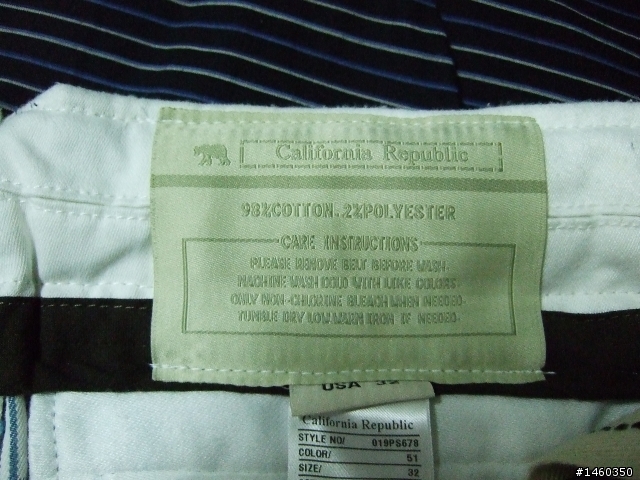 California Republic
98%COTTON.2%POLYESTER
CARE INSTRUCTIONS
PLEASE REMOVE BELT BEFORE WASH.
MACHINE WASH COLD WITH LIKE COLORS.
ONLY NON-CHLORINE BLEACH WHEN NEEDED.
TUMBLE DRY LOW.WARM IRON IF NEEDED.
USA 32
California Republic
STYLE NO/ 019PS678
COLOR/ 51
SIZE/ 32
#1460350